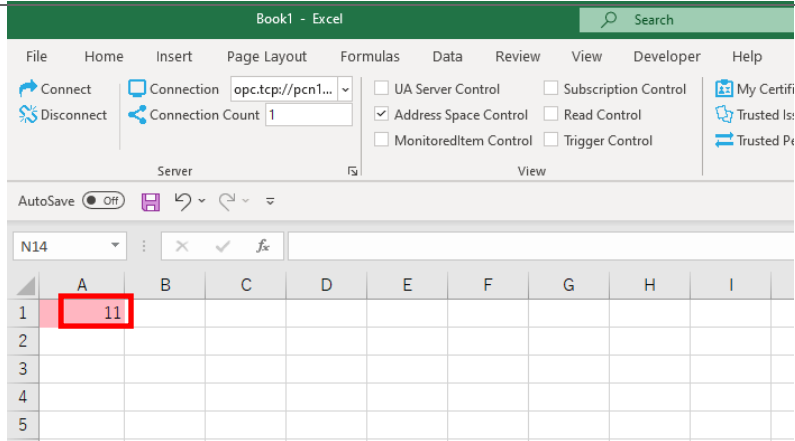 Book1 - Excel
Search
File Home Insert Page Layout Formulas Data Review View Developer Help
Connect Connection opc.tcp://pcn1... UA Server Control Subscription Control My Certifi
Disconnect Connection Count 1 Address Space Control Read Control Trusted Iss
MonitoredItem Control Trigger Control Trusted Pe
Server View
AutoSave Off
N14 fx
A B C D E F G H I
1 11
2
3
4
5